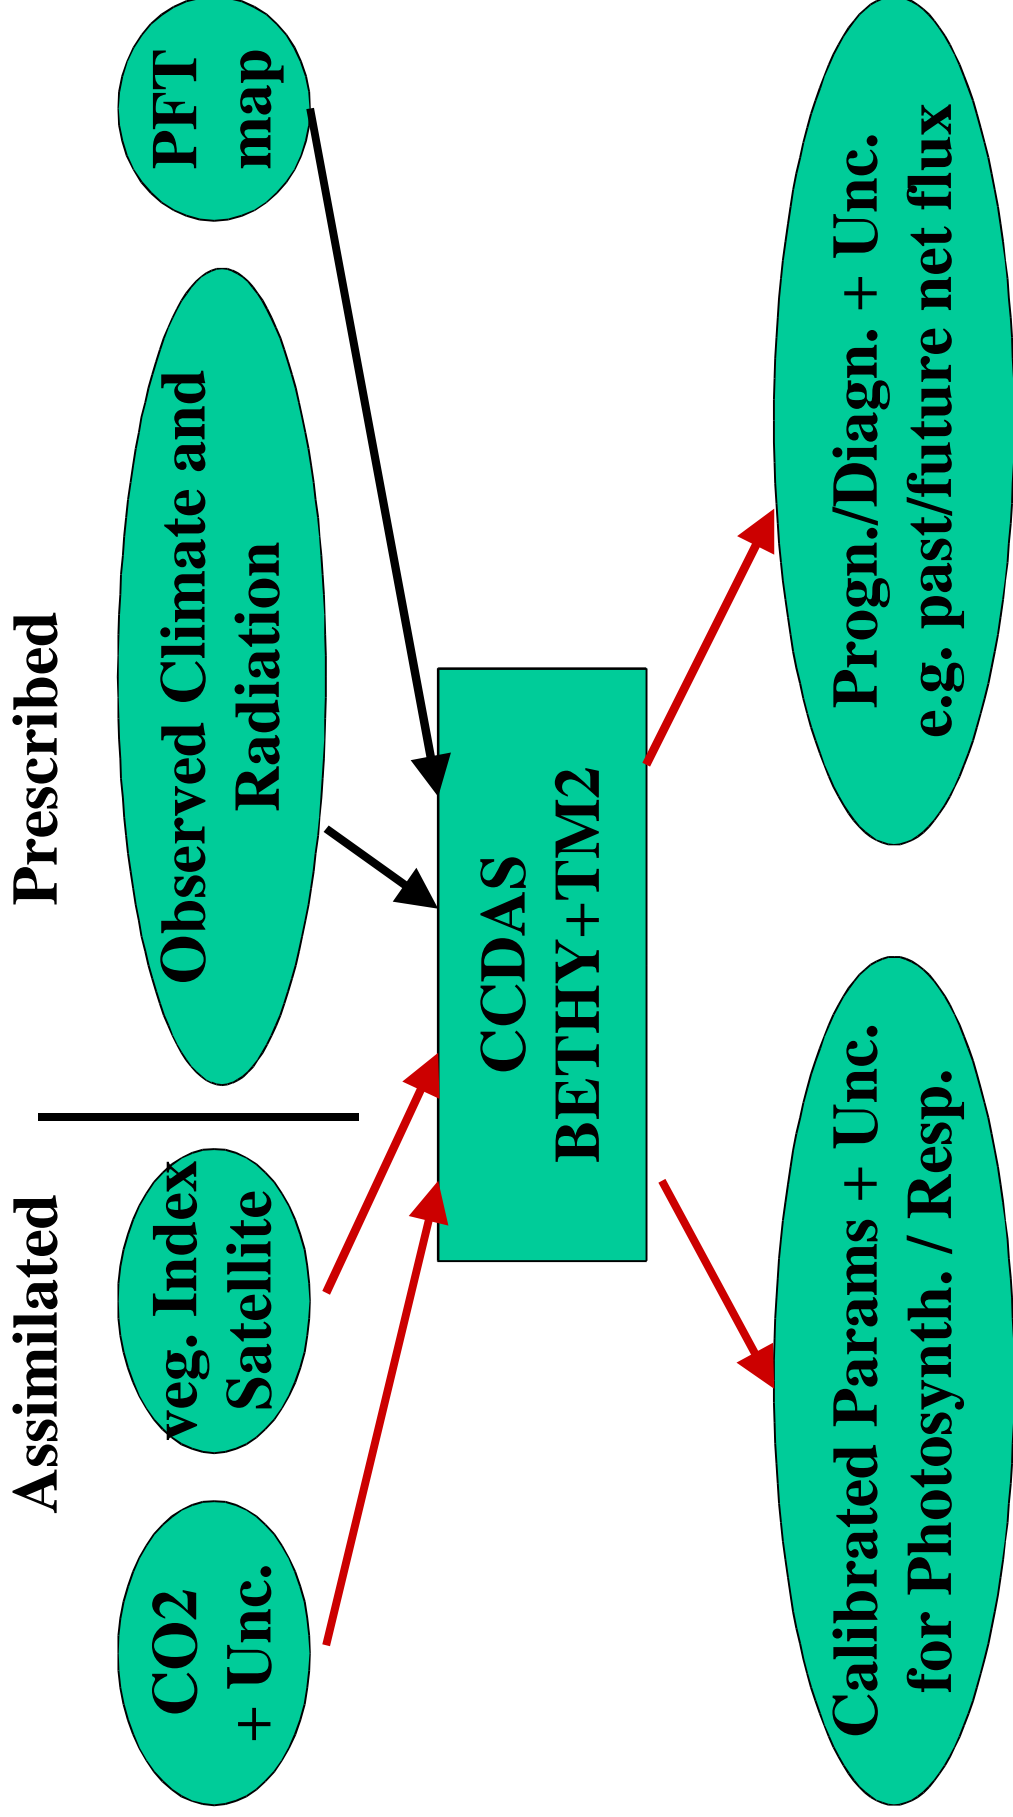 Assimilated
Prescribed
CO2
+ Unc.
veg. Index
Satellite
Observed Climate and
Radiation
PFT
map
CCDAS
BETHY+TM2
Calibrated Params + Unc.
for Photosynth. / Resp.
Progn./Diagn. + Unc.
e.g. past/future net flux